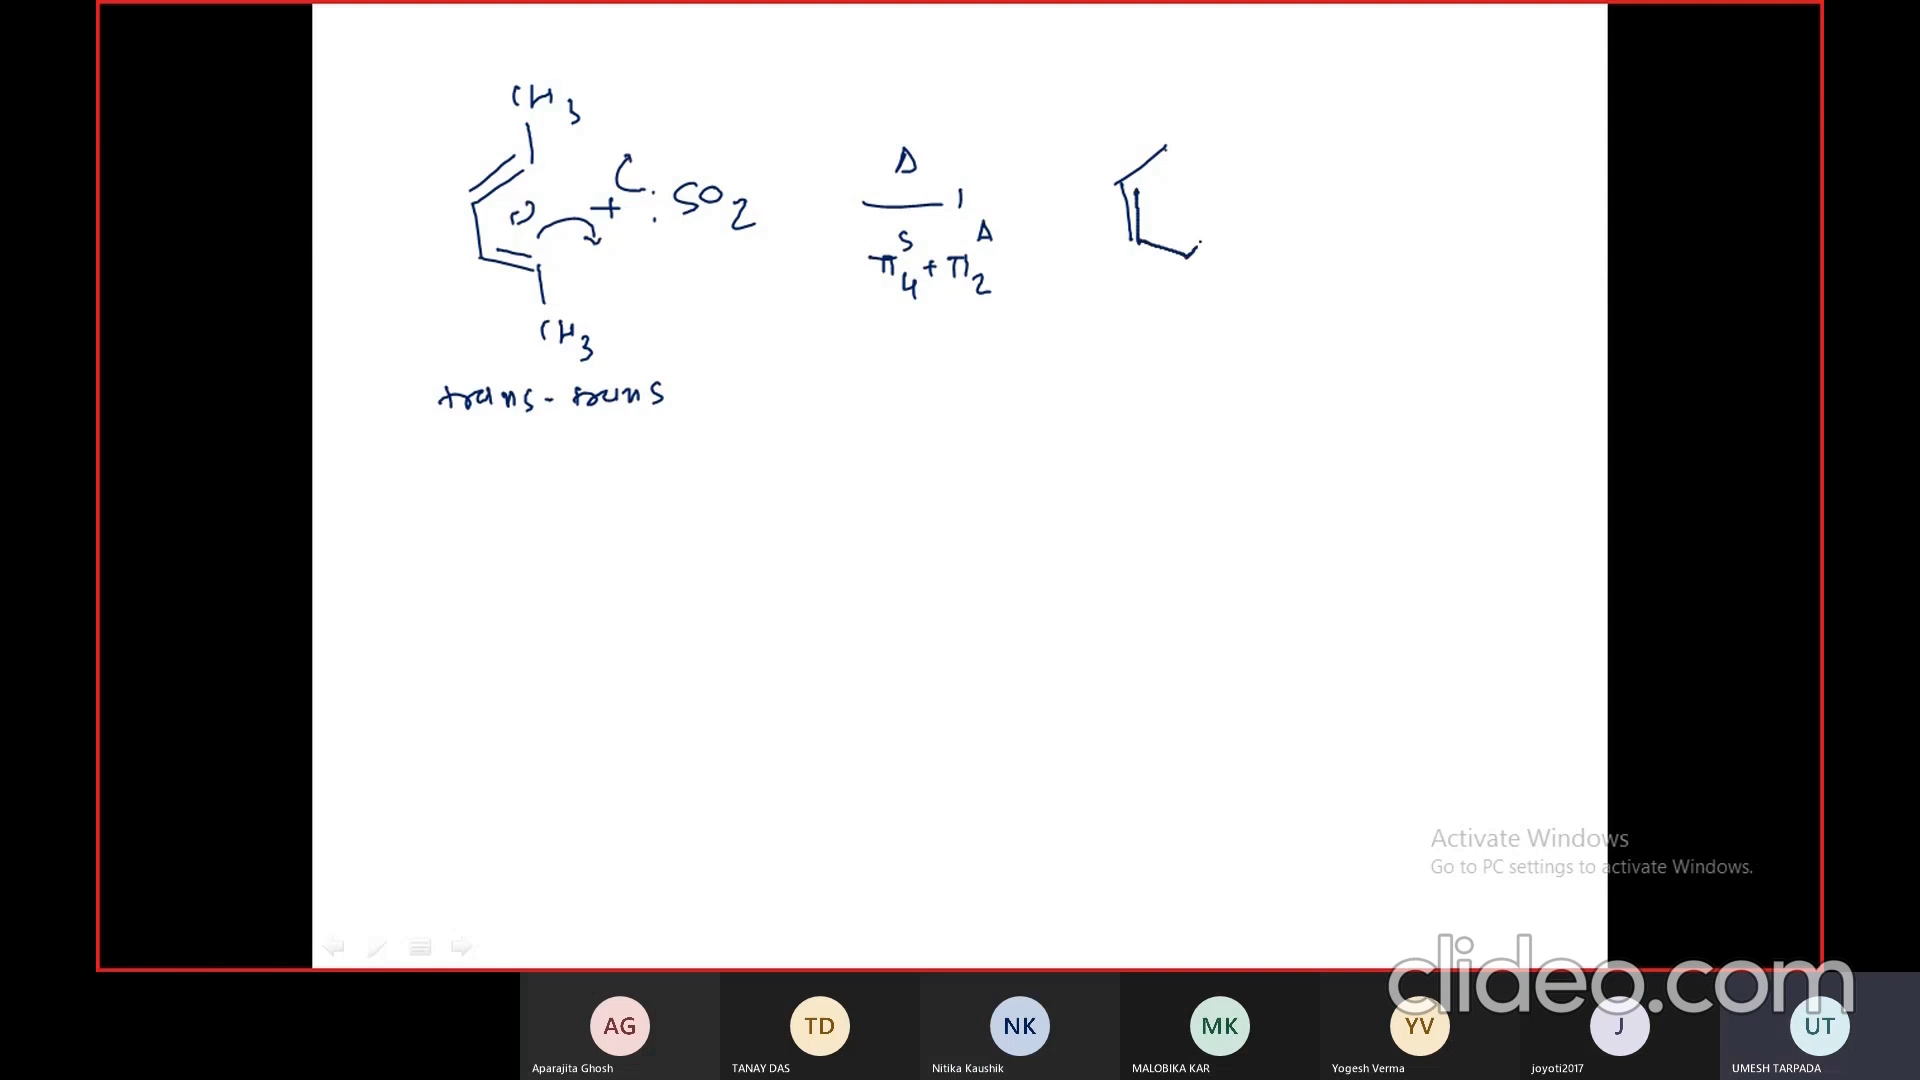 CH3
+ : SO2
Δ
S A
π4 + π2
CH3
trans-trans
Activate Windows
Go to PC settings to activate Windows.
clideo.com
AG TD NK MK YV J UT
Aparajita Ghosh TANAY DAS Nitika Kaushik MALOBIKA KAR Yogesh Verma joyoti2017 UMESH TARPADA